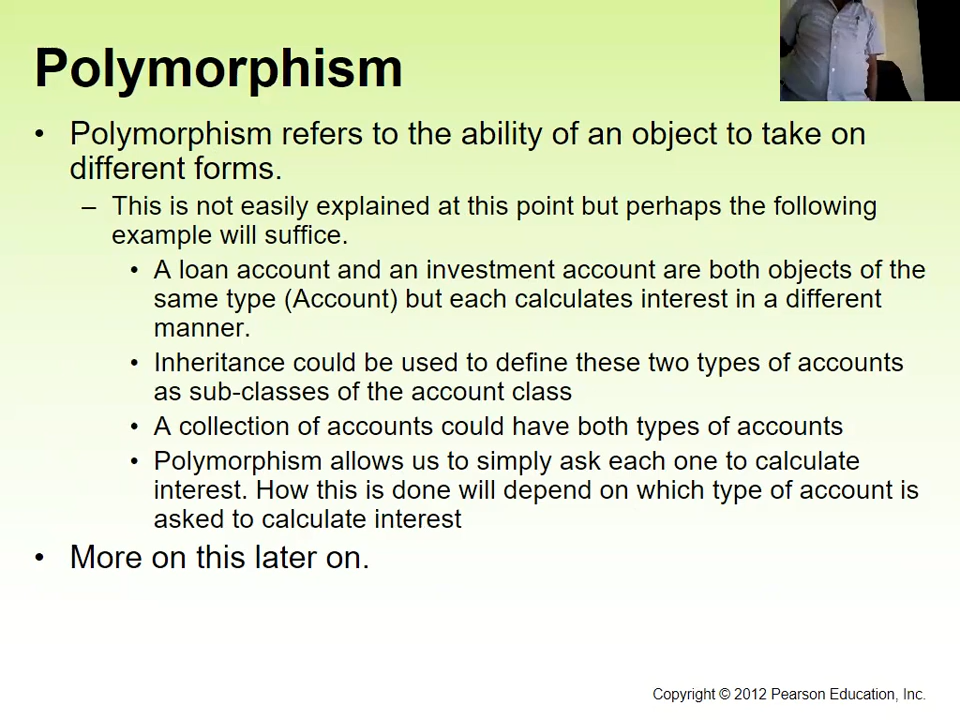 Polymorphism
• Polymorphism refers to the ability of an object to take on
different forms.
– This is not easily explained at this point but perhaps the following
example will suffice.
• A loan account and an investment account are both objects of the
same type (Account) but each calculates interest in a different
manner.
• Inheritance could be used to define these two types of accounts
as sub-classes of the account class
• A collection of accounts could have both types of accounts
• Polymorphism allows us to simply ask each one to calculate
interest. How this is done will depend on which type of account is
asked to calculate interest
• More on this later on.
Copyright © 2012 Pearson Education, Inc.